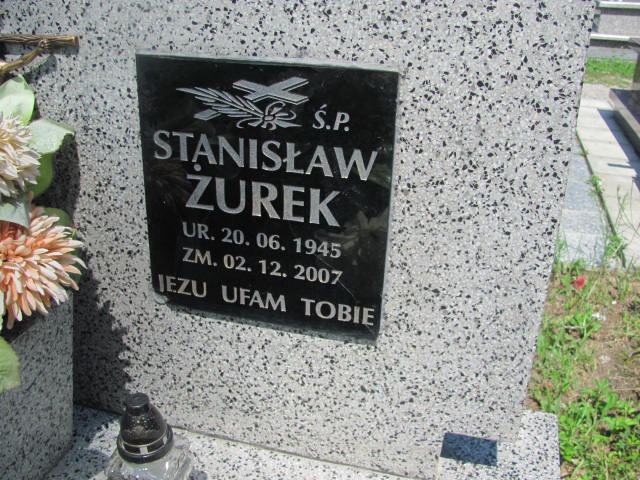 Ś.P.
STANISŁAW
ŻUREK
UR. 20. 06. 1945
ZM. 02. 12. 2007
JEZU UFAM TOBIE